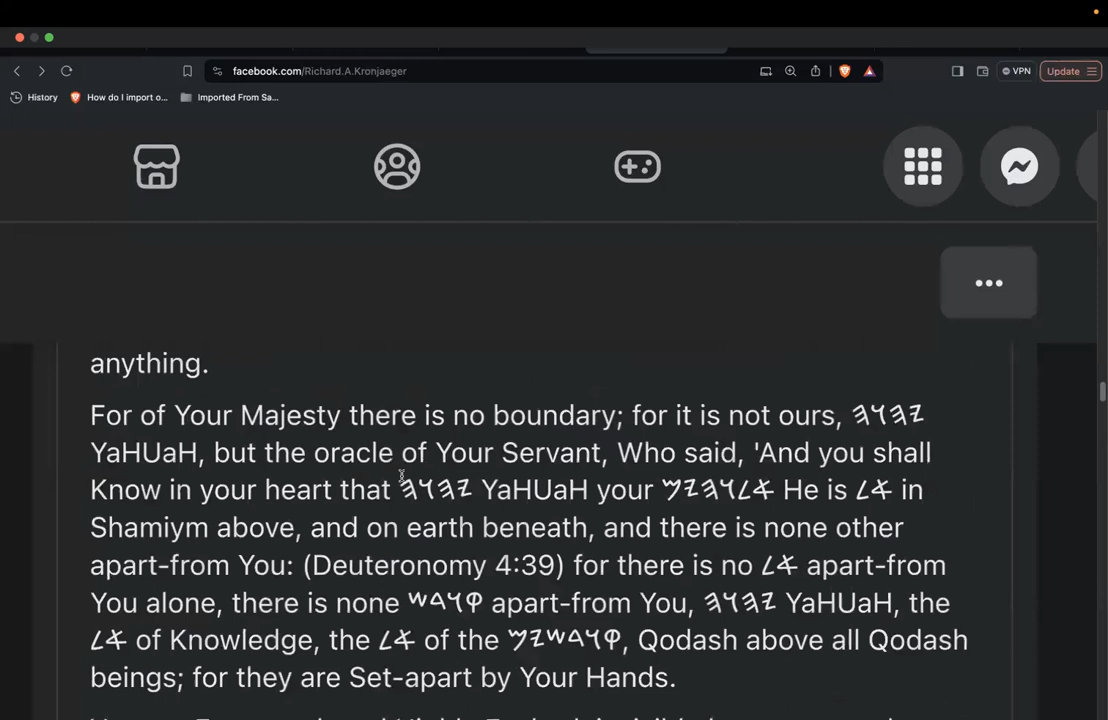 facebook.com/Richard.A.Kronjaeger
VPN
Update
History
How do I import o...
Imported From Sa...
anything.
For of Your Majesty there is no boundary; for it is not ours, 𐤉𐤄𐤅𐤄
YaHUaH, but the oracle of Your Servant, Who said, 'And you shall
Know in your heart that 𐤉𐤄𐤅𐤄 YaHUaH your 𐤀𐤋𐤅𐤄𐤉𐤌 He is 𐤀𐤋 in
Shamiym above, and on earth beneath, and there is none other
apart-from You: (Deuteronomy 4:39) for there is no 𐤀𐤋 apart-from
You alone, there is none 𐤒𐤅𐤃𐤔 apart-from You, 𐤉𐤄𐤅𐤄 YaHUaH, the
𐤀𐤋 of Knowledge, the 𐤀𐤋 of the 𐤒𐤅𐤃𐤔𐤉𐤌, Qodash above all Qodash
beings; for they are Set-apart by Your Hands.